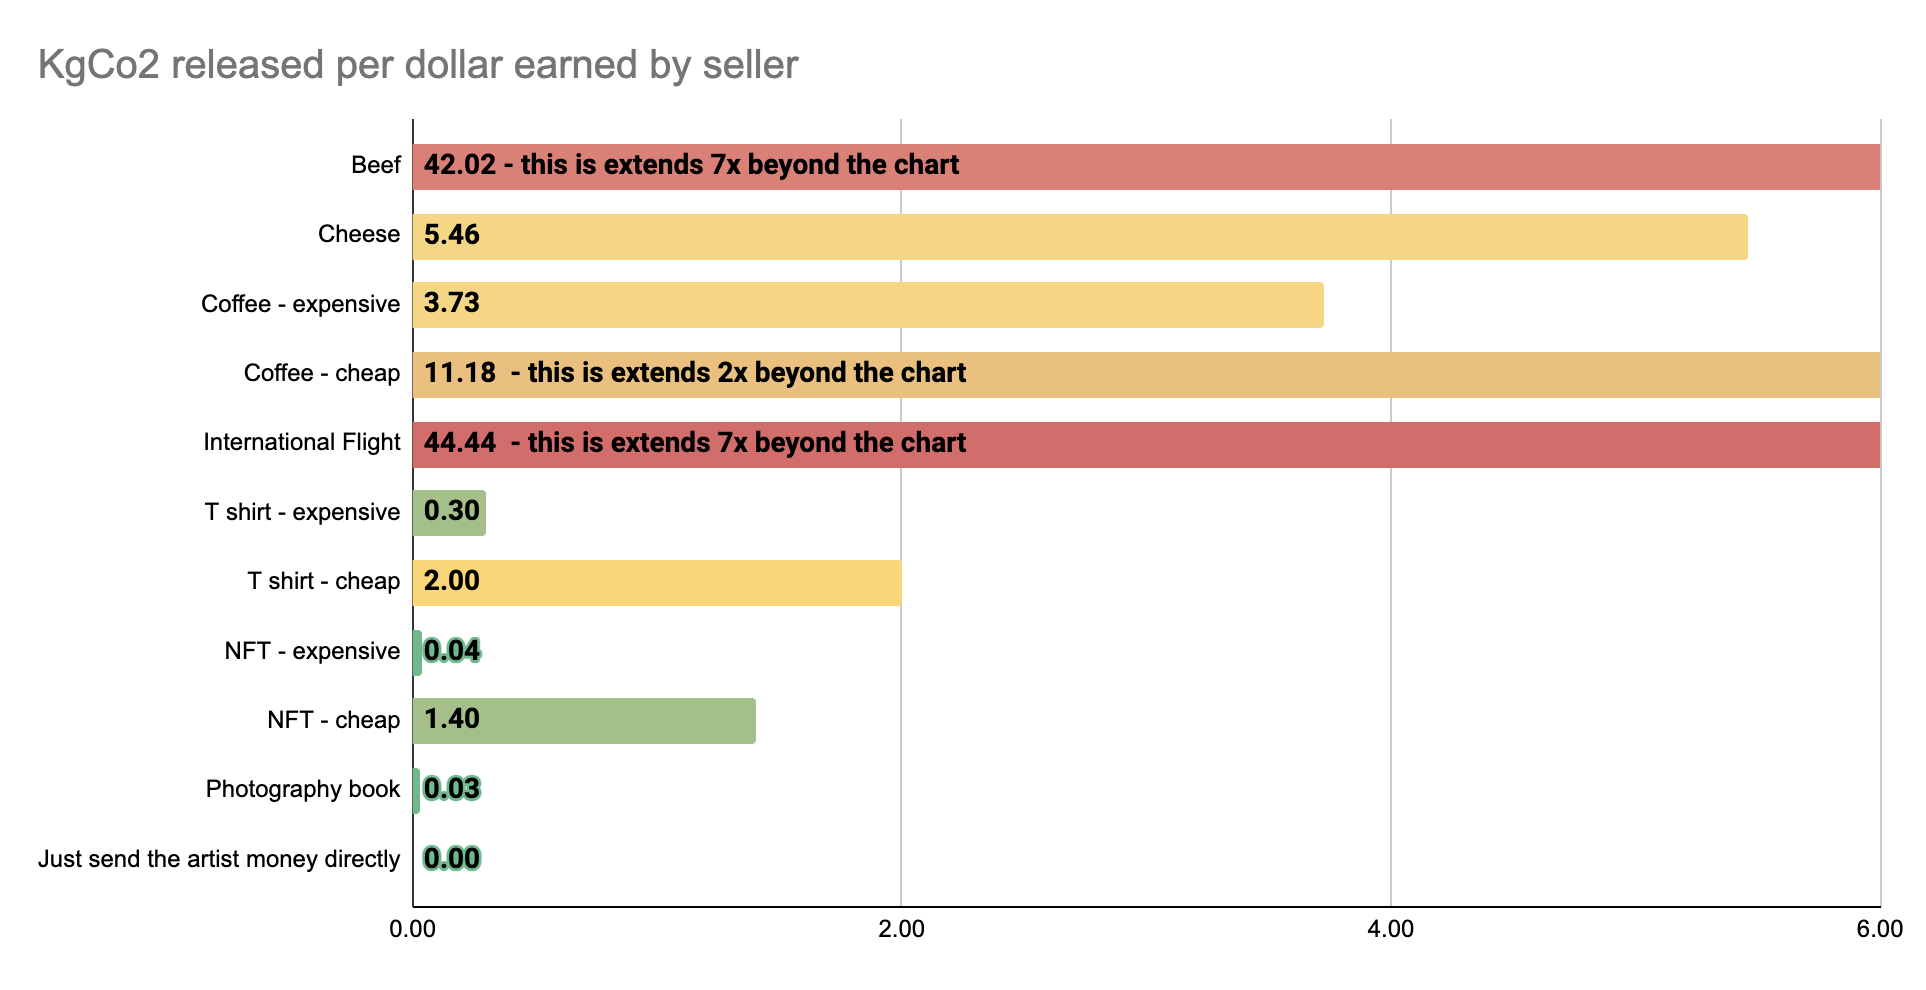 KgCo2 released per dollar earned by seller
Beef 42.02 - this is extends 7x beyond the chart
Cheese 5.46
Coffee - expensive 3.73
Coffee - cheap 11.18 - this is extends 2x beyond the chart
International Flight 44.44 - this is extends 7x beyond the chart
T shirt - expensive 0.30
T shirt - cheap 2.00
NFT - expensive 0.04
NFT - cheap 1.40
Photography book 0.03
Just send the artist money directly 0.00
0.00 2.00 4.00 6.00